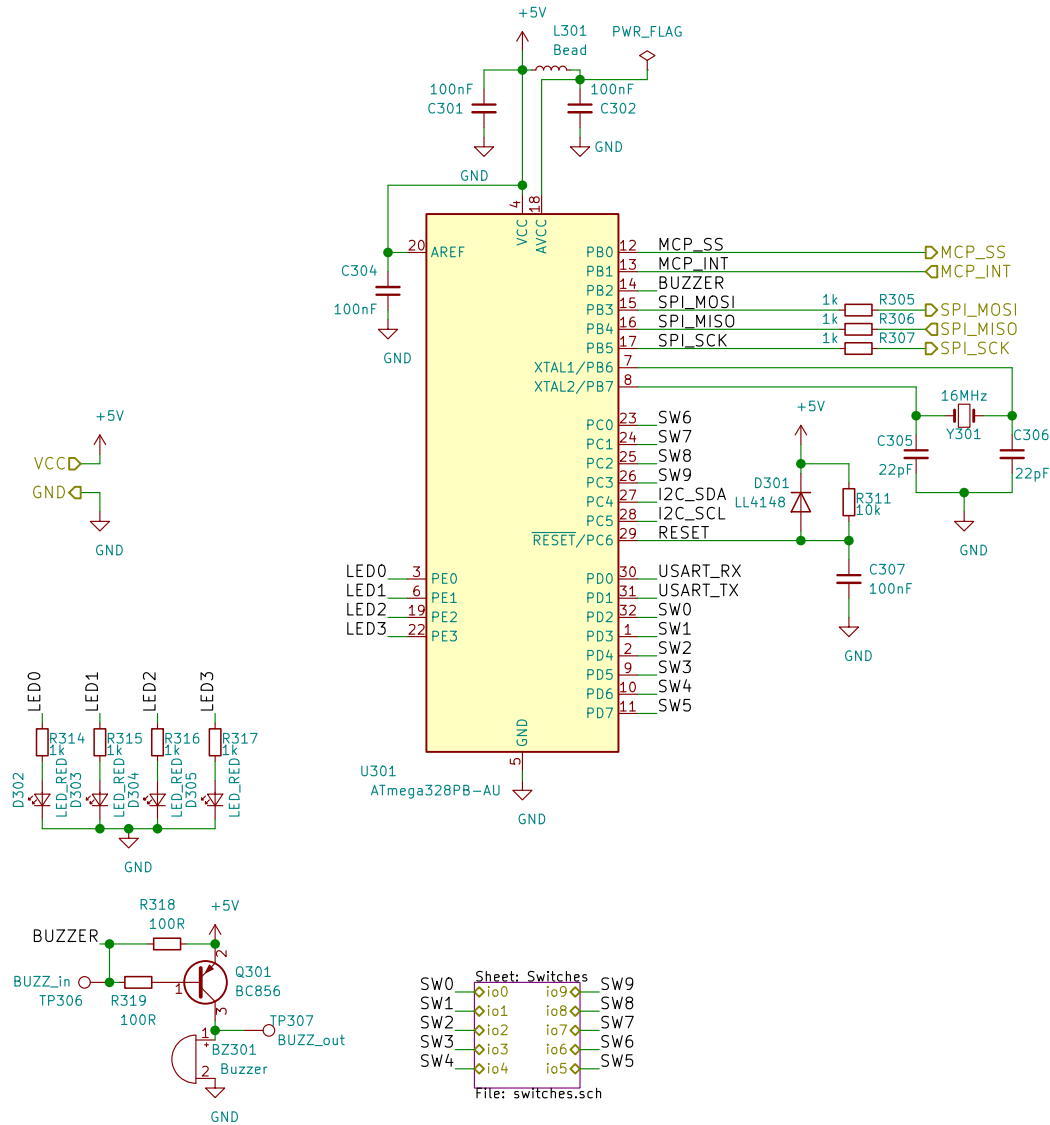 +5V
L301
Bead
PWR_FLAG
100nF
C301
100nF
C302
GND
GND
4
18
VCC
AVCC
20
AREF
C304
100nF
GND
PB0 12 MCP_SS MCP_SS
PB1 13 MCP_INT MCP_INT
PB2 14 BUZZER
PB3 15 SPI_MOSI 1k R305 SPI_MOSI
PB4 16 SPI_MISO 1k R306 SPI_MISO
PB5 17 SPI_SCK 1k R307 SPI_SCK
XTAL1/PB6 7
XTAL2/PB7 8
16MHz
Y301
C305
22pF
C306
22pF
GND
PC0 23 SW6
PC1 24 SW7
PC2 25 SW8
PC3 26 SW9
PC4 27 I2C_SDA
PC5 28 I2C_SCL
RESET/PC6 29 RESET
+5V
D301
LL4148
R311
10k
C307
100nF
GND
+5V
VCC
GND
GND
LED0 3 PE0
LED1 6 PE1
LED2 19 PE2
LED3 22 PE3
PD0 30 USART_RX
PD1 31 USART_TX
PD2 32 SW0
PD3 1 SW1
PD4 2 SW2
PD5 9 SW3
PD6 10 SW4
PD7 11 SW5
GND
5
U301
ATmega328PB-AU
GND
LED0
LED1
LED2
LED3
R314
1k
R315
1k
R316
1k
R317
1k
D302
LED_RED
D303
LED_RED
D304
LED_RED
D305
LED_RED
GND
R318
100R
+5V
BUZZER
BUZZ_in
TP306
R319
100R
1
2
3
Q301
BC856
TP307
BUZZ_out
1
+
2
BZ301
Buzzer
GND
Sheet: Switches
SW0 io0 io9 SW9
SW1 io1 io8 SW8
SW2 io2 io7 SW7
SW3 io3 io6 SW6
SW4 io4 io5 SW5
File: switches.sch